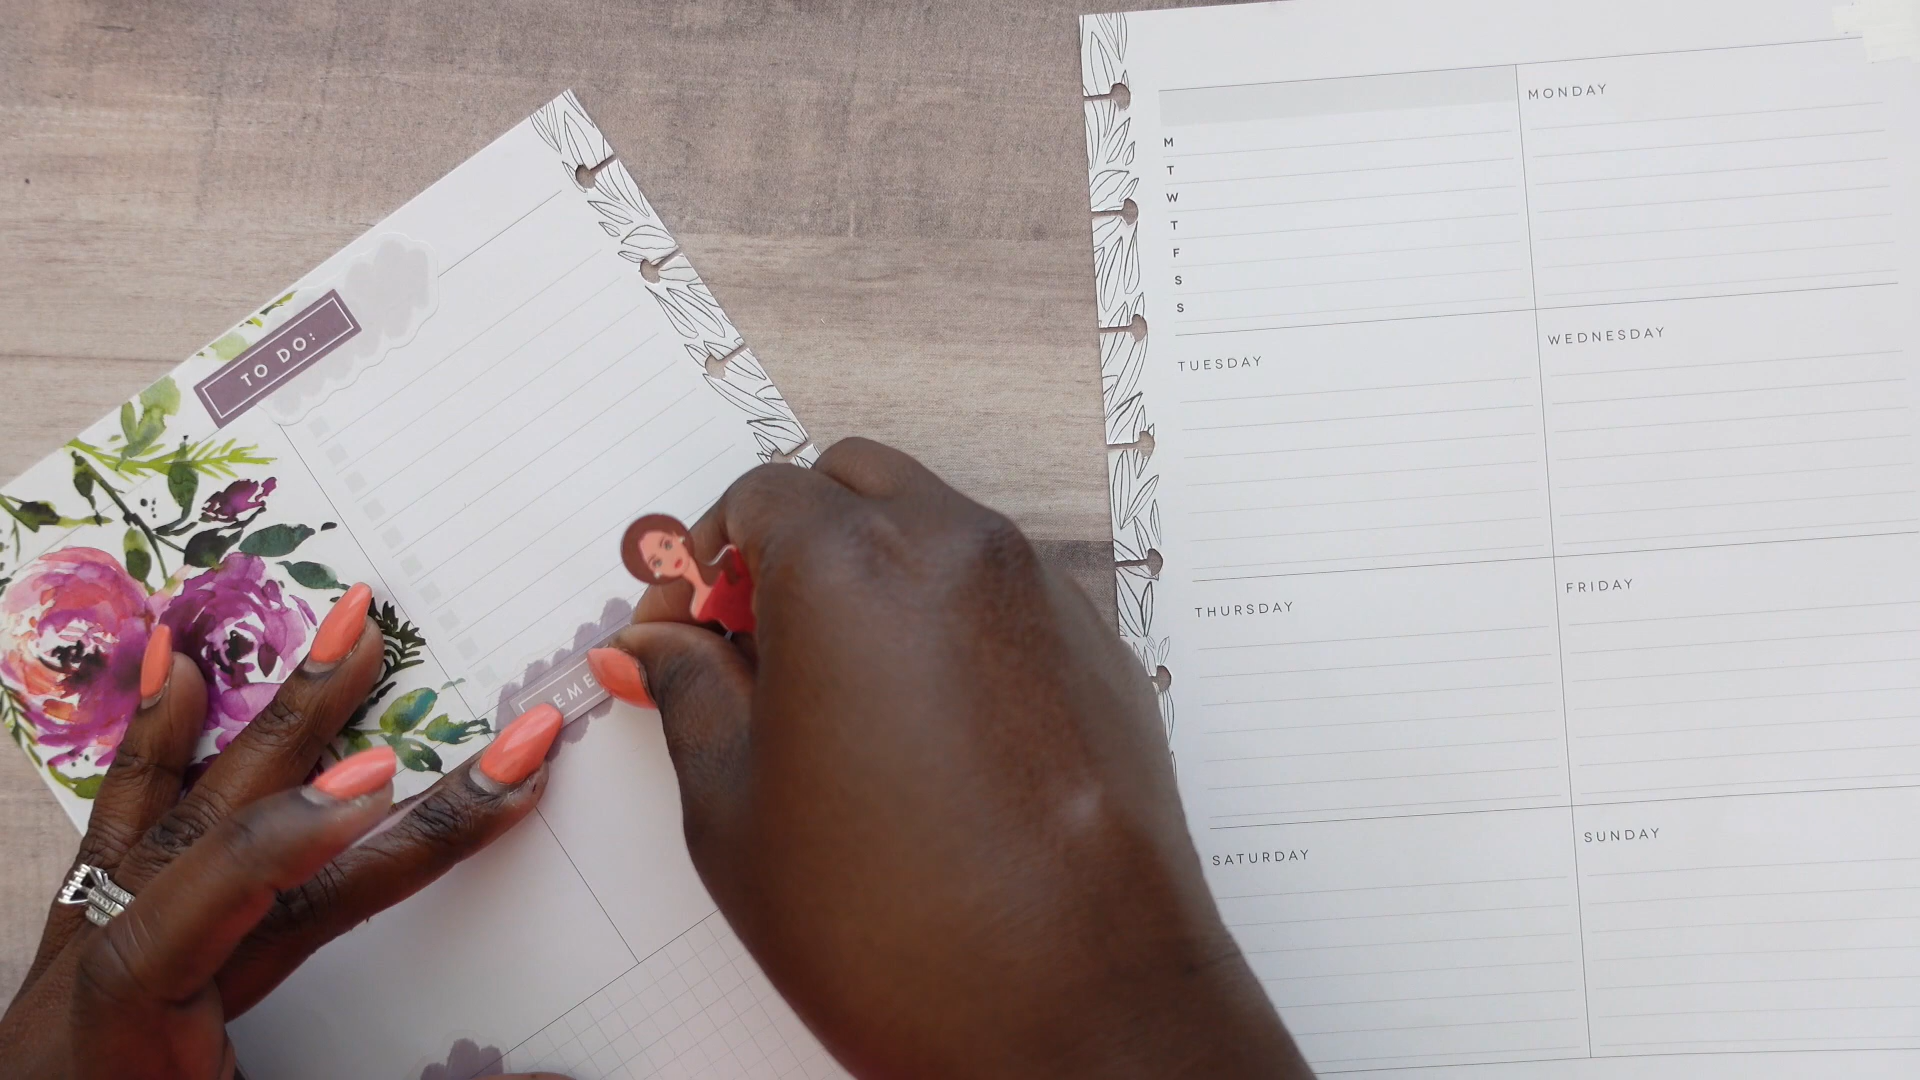 TO DO:
M
T
W
T
F
S
S
MONDAY
TUESDAY
WEDNESDAY
THURSDAY
FRIDAY
SATURDAY
SUNDAY